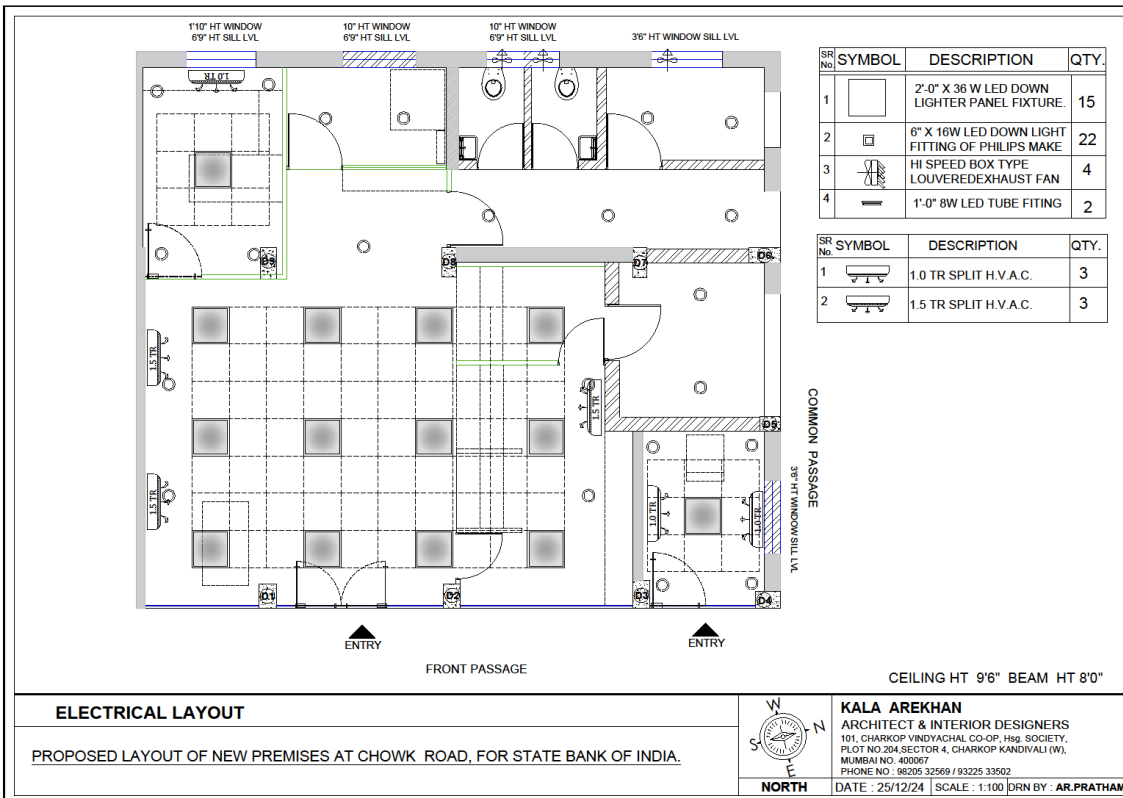 1'10" HT WINDOW
6'9" HT SILL LVL
10" HT WINDOW
6'9" HT SILL LVL
10" HT WINDOW
6'9" HT SILL LVL
3'6" HT WINDOW SILL LVL
1.0 TR
D9
D8
D7
D6
1.5 TR
1.5 TR
1.5 TR
D5
1.0 TR
1.0 TR
D1
D2
D3
D4
COMMON PASSAGE
3'6" HT WINDOW SILL LVL
ENTRY
ENTRY
FRONT PASSAGE
SR No. SYMBOL DESCRIPTION QTY.
1 2'-0" X 36 W LED DOWN
LIGHTER PANEL FIXTURE. 15
2 6" X 16W LED DOWN LIGHT
FITTING OF PHILIPS MAKE 22
3 HI SPEED BOX TYPE
LOUVEREDEXHAUST FAN 4
4 1'-0" 8W LED TUBE FITING 2
SR No. SYMBOL DESCRIPTION QTY.
1 1.0 TR SPLIT H.V.A.C. 3
2 1.5 TR SPLIT H.V.A.C. 3
CEILING HT 9'6" BEAM HT 8'0"
ELECTRICAL LAYOUT
PROPOSED LAYOUT OF NEW PREMISES AT CHOWK ROAD, FOR STATE BANK OF INDIA.
W
N
S
E
NORTH
KALA AREKHAN
ARCHITECT & INTERIOR DESIGNERS
101, CHARKOP VINDYACHAL CO-OP, Hsg. SOCIETY,
PLOT NO.204,SECTOR 4, CHARKOP KANDIVALI (W),
MUMBAI NO. 400067
PHONE NO : 98205 32569 / 93225 33502
DATE : 25/12/24 SCALE : 1:100 DRN BY : AR.PRATHAM